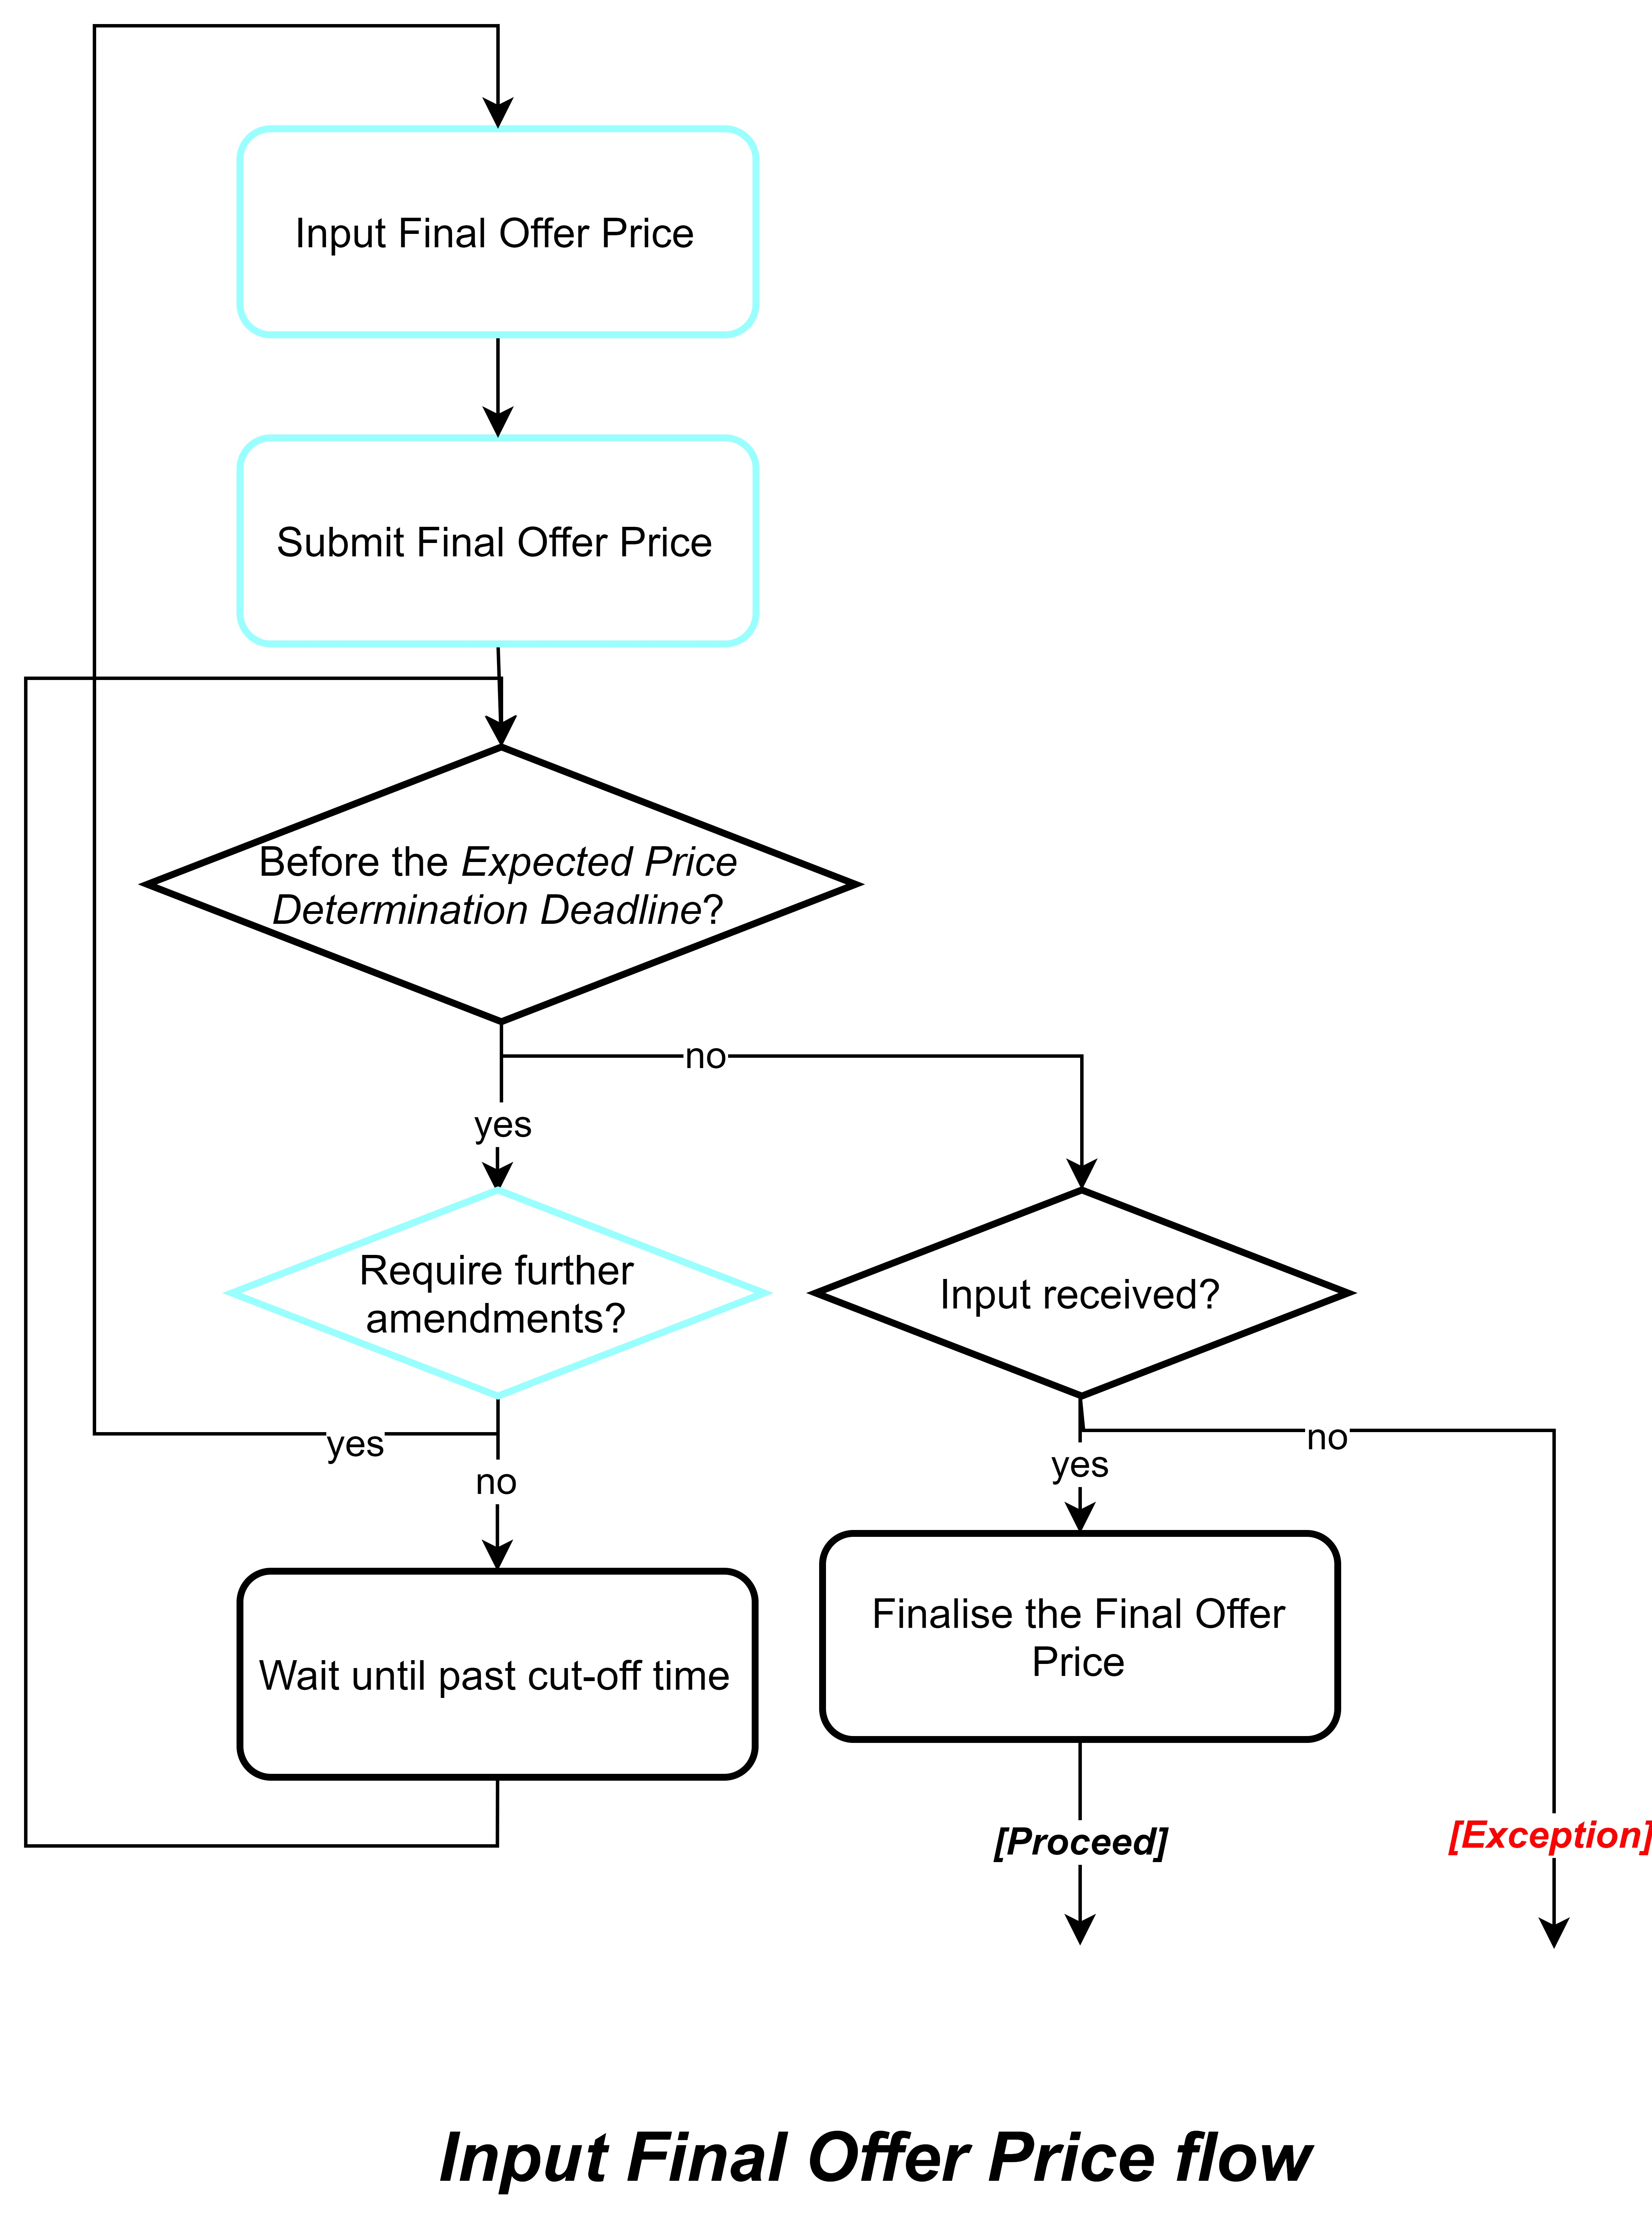 Input Final Offer Price
Submit Final Offer Price
Before the Expected Price
Determination Deadline?
no
yes
Require further
amendments?
Input received?
yes
no
no
yes
Finalise the Final Offer
Price
Wait until past cut-off time
[Proceed]
[Exception]
Input Final Offer Price flow